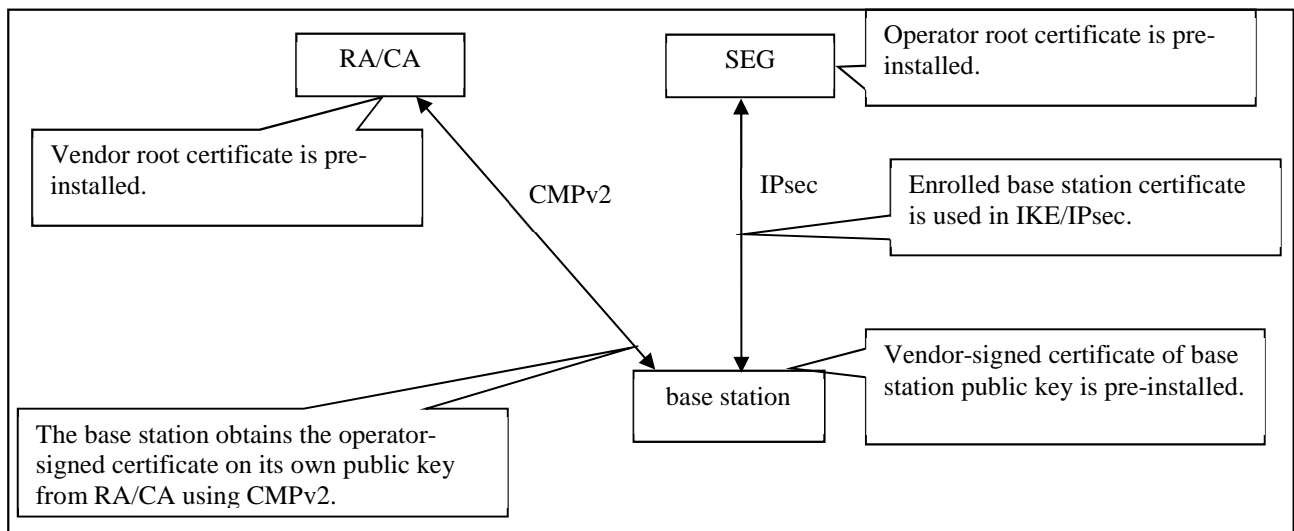 RA/CA
SEG
Operator root certificate is pre-
installed.
Vendor root certificate is pre-
installed.
CMPv2
IPsec
Enrolled base station certificate
is used in IKE/IPsec.
Vendor-signed certificate of base
station public key is pre-installed.
base station
The base station obtains the operator-
signed certificate on its own public key
from RA/CA using CMPv2.